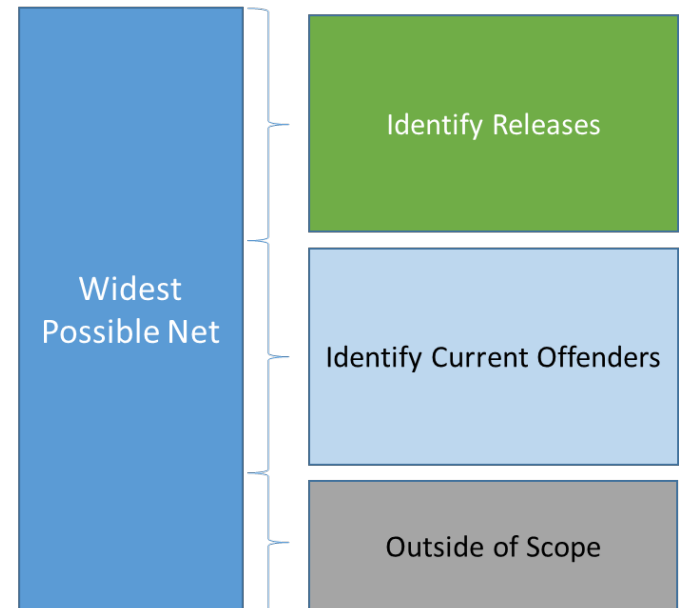 Widest
Possible Net
Identify Releases
Identify Current Offenders
Outside of Scope